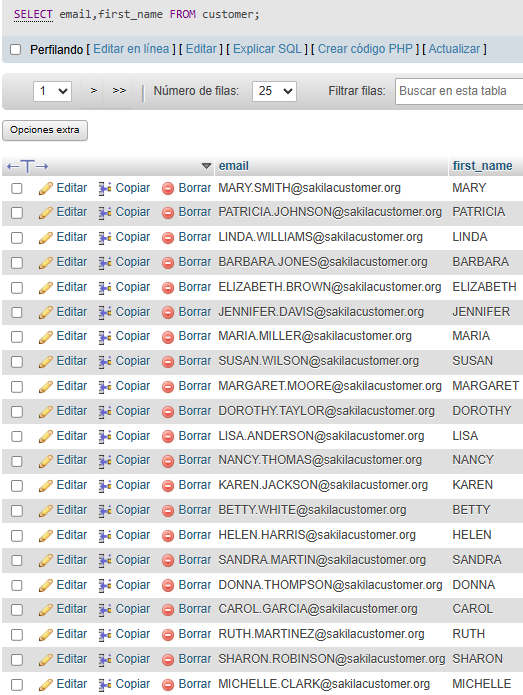 SELECT email,first_name FROM customer;
Perfilando [ Editar en línea ] [ Editar ] [ Explicar SQL ] [ Crear código PHP ] [ Actualizar ]
1 > >> | Número de filas: 25 Filtrar filas: Buscar en esta tabla
Opciones extra
←T→ email first_name
Editar Copiar Borrar MARY.SMITH@sakilacustomer.org MARY
Editar Copiar Borrar PATRICIA.JOHNSON@sakilacustomer.org PATRICIA
Editar Copiar Borrar LINDA.WILLIAMS@sakilacustomer.org LINDA
Editar Copiar Borrar BARBARA.JONES@sakilacustomer.org BARBARA
Editar Copiar Borrar ELIZABETH.BROWN@sakilacustomer.org ELIZABETH
Editar Copiar Borrar JENNIFER.DAVIS@sakilacustomer.org JENNIFER
Editar Copiar Borrar MARIA.MILLER@sakilacustomer.org MARIA
Editar Copiar Borrar SUSAN.WILSON@sakilacustomer.org SUSAN
Editar Copiar Borrar MARGARET.MOORE@sakilacustomer.org MARGARET
Editar Copiar Borrar DOROTHY.TAYLOR@sakilacustomer.org DOROTHY
Editar Copiar Borrar LISA.ANDERSON@sakilacustomer.org LISA
Editar Copiar Borrar NANCY.THOMAS@sakilacustomer.org NANCY
Editar Copiar Borrar KAREN.JACKSON@sakilacustomer.org KAREN
Editar Copiar Borrar BETTY.WHITE@sakilacustomer.org BETTY
Editar Copiar Borrar HELEN.HARRIS@sakilacustomer.org HELEN
Editar Copiar Borrar SANDRA.MARTIN@sakilacustomer.org SANDRA
Editar Copiar Borrar DONNA.THOMPSON@sakilacustomer.org DONNA
Editar Copiar Borrar CAROL.GARCIA@sakilacustomer.org CAROL
Editar Copiar Borrar RUTH.MARTINEZ@sakilacustomer.org RUTH
Editar Copiar Borrar SHARON.ROBINSON@sakilacustomer.org SHARON
Editar Copiar Borrar MICHELLE.CLARK@sakilacustomer.org MICHELLE